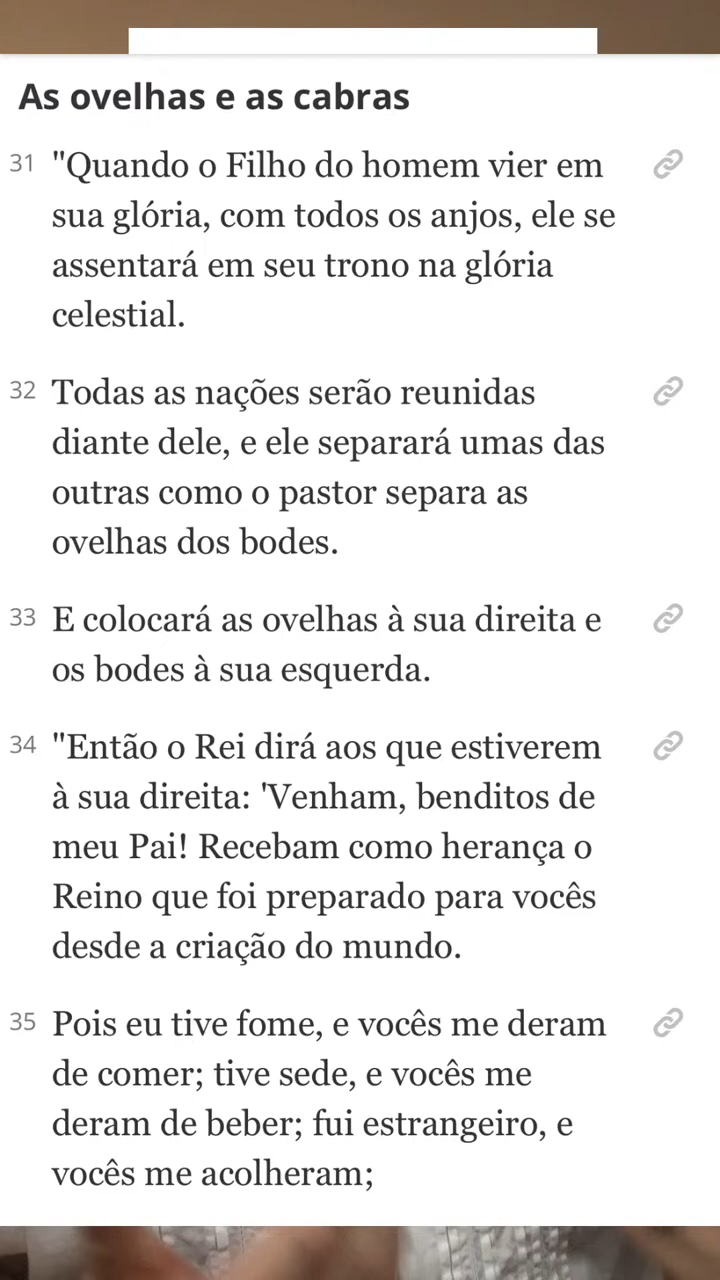 As ovelhas e as cabras
31 "Quando o Filho do homem vier em
sua glória, com todos os anjos, ele se
assentará em seu trono na glória
celestial.
32 Todas as nações serão reunidas
diante dele, e ele separará umas das
outras como o pastor separa as
ovelhas dos bodes.
33 E colocará as ovelhas à sua direita e
os bodes à sua esquerda.
34 "Então o Rei dirá aos que estiverem
à sua direita: 'Venham, benditos de
meu Pai! Recebam como herança o
Reino que foi preparado para vocês
desde a criação do mundo.
35 Pois eu tive fome, e vocês me deram
de comer; tive sede, e vocês me
deram de beber; fui estrangeiro, e
vocês me acolheram;